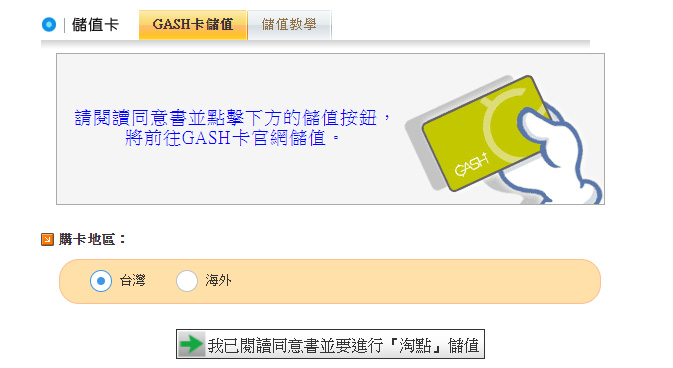 儲值卡 GASH卡儲值 儲值教學
請閱讀同意書並點擊下方的儲值按鈕，
將前往GASH卡官網儲值。
GASH+
購卡地區：
台灣 海外
我已閱讀同意書並要進行『淘點』儲值